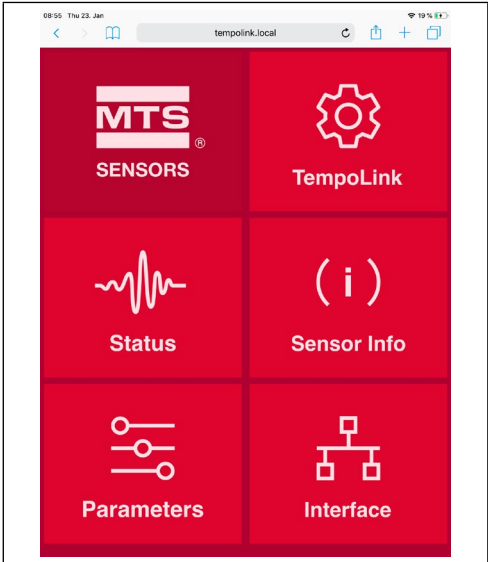 08:55 Thu 23. Jan
19 %
tempolink.local
MTS
®
SENSORS
TempoLink
Status
( i )
Sensor Info
Parameters
Interface